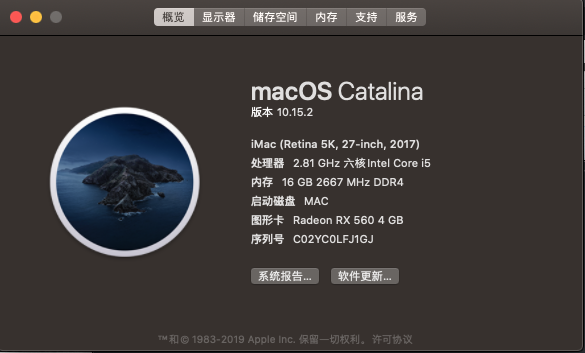 概览 显示器 储存空间 内存 支持 服务
macOS Catalina
版本 10.15.2
iMac (Retina 5K, 27-inch, 2017)
处理器 2.81 GHz 六核Intel Core i5
内存 16 GB 2667 MHz DDR4
启动磁盘 MAC
图形卡 Radeon RX 560 4 GB
序列号 C02YC0LFJ1GJ
系统报告... 软件更新...
™和© 1983-2019 Apple Inc. 保留一切权利。许可协议